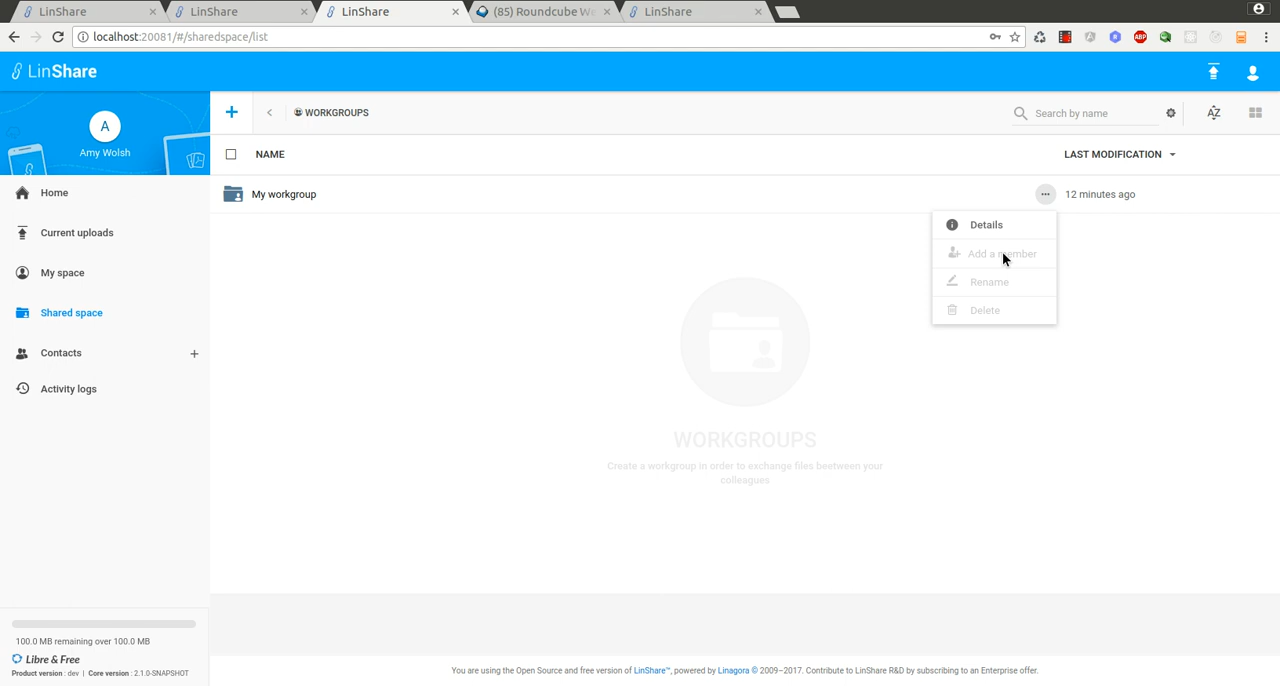 LinShare
LinShare
LinShare
(85) Roundcube We
LinShare
localhost:20081/#/sharedspace/list
ABP
LinShare
A
Amy Wolsh
WORKGROUPS
Search by name
AZ
NAME
LAST MODIFICATION
My workgroup
12 minutes ago
Home
Current uploads
My space
Shared space
Contacts
+
Activity logs
Details
Add a member
Rename
Delete
WORKGROUPS
Create a workgroup in order to exchange files beetween your
colleagues
100.0 MB remaining over 100.0 MB
Libre & Free
Product version : dev | Core version : 2.1.0-SNAPSHOT
You are using the Open Source and free version of LinShare™, powered by Linagora © 2009–2017. Contribute to LinShare R&D by subscribing to an Enterprise offer.